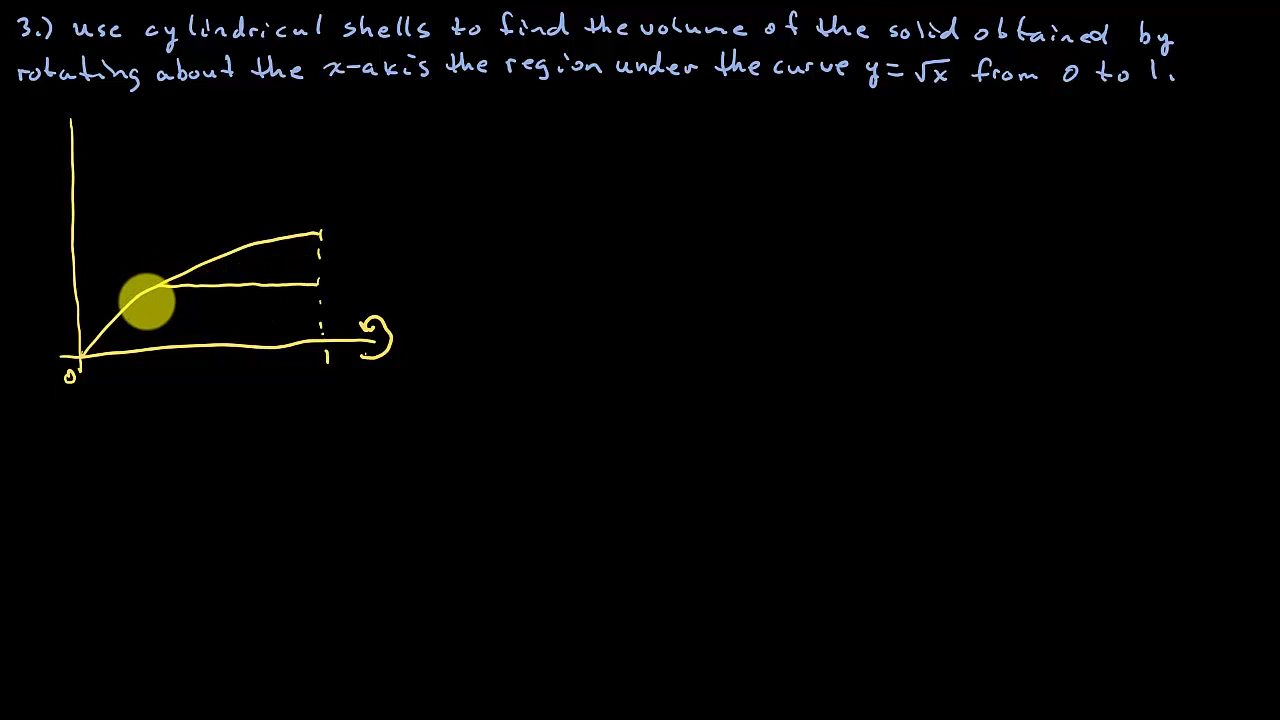 3.) use cylindrical shells to find the volume of the solid obtained by
rotating about the x-axis the region under the curve y=√x from 0 to 1.
0
1